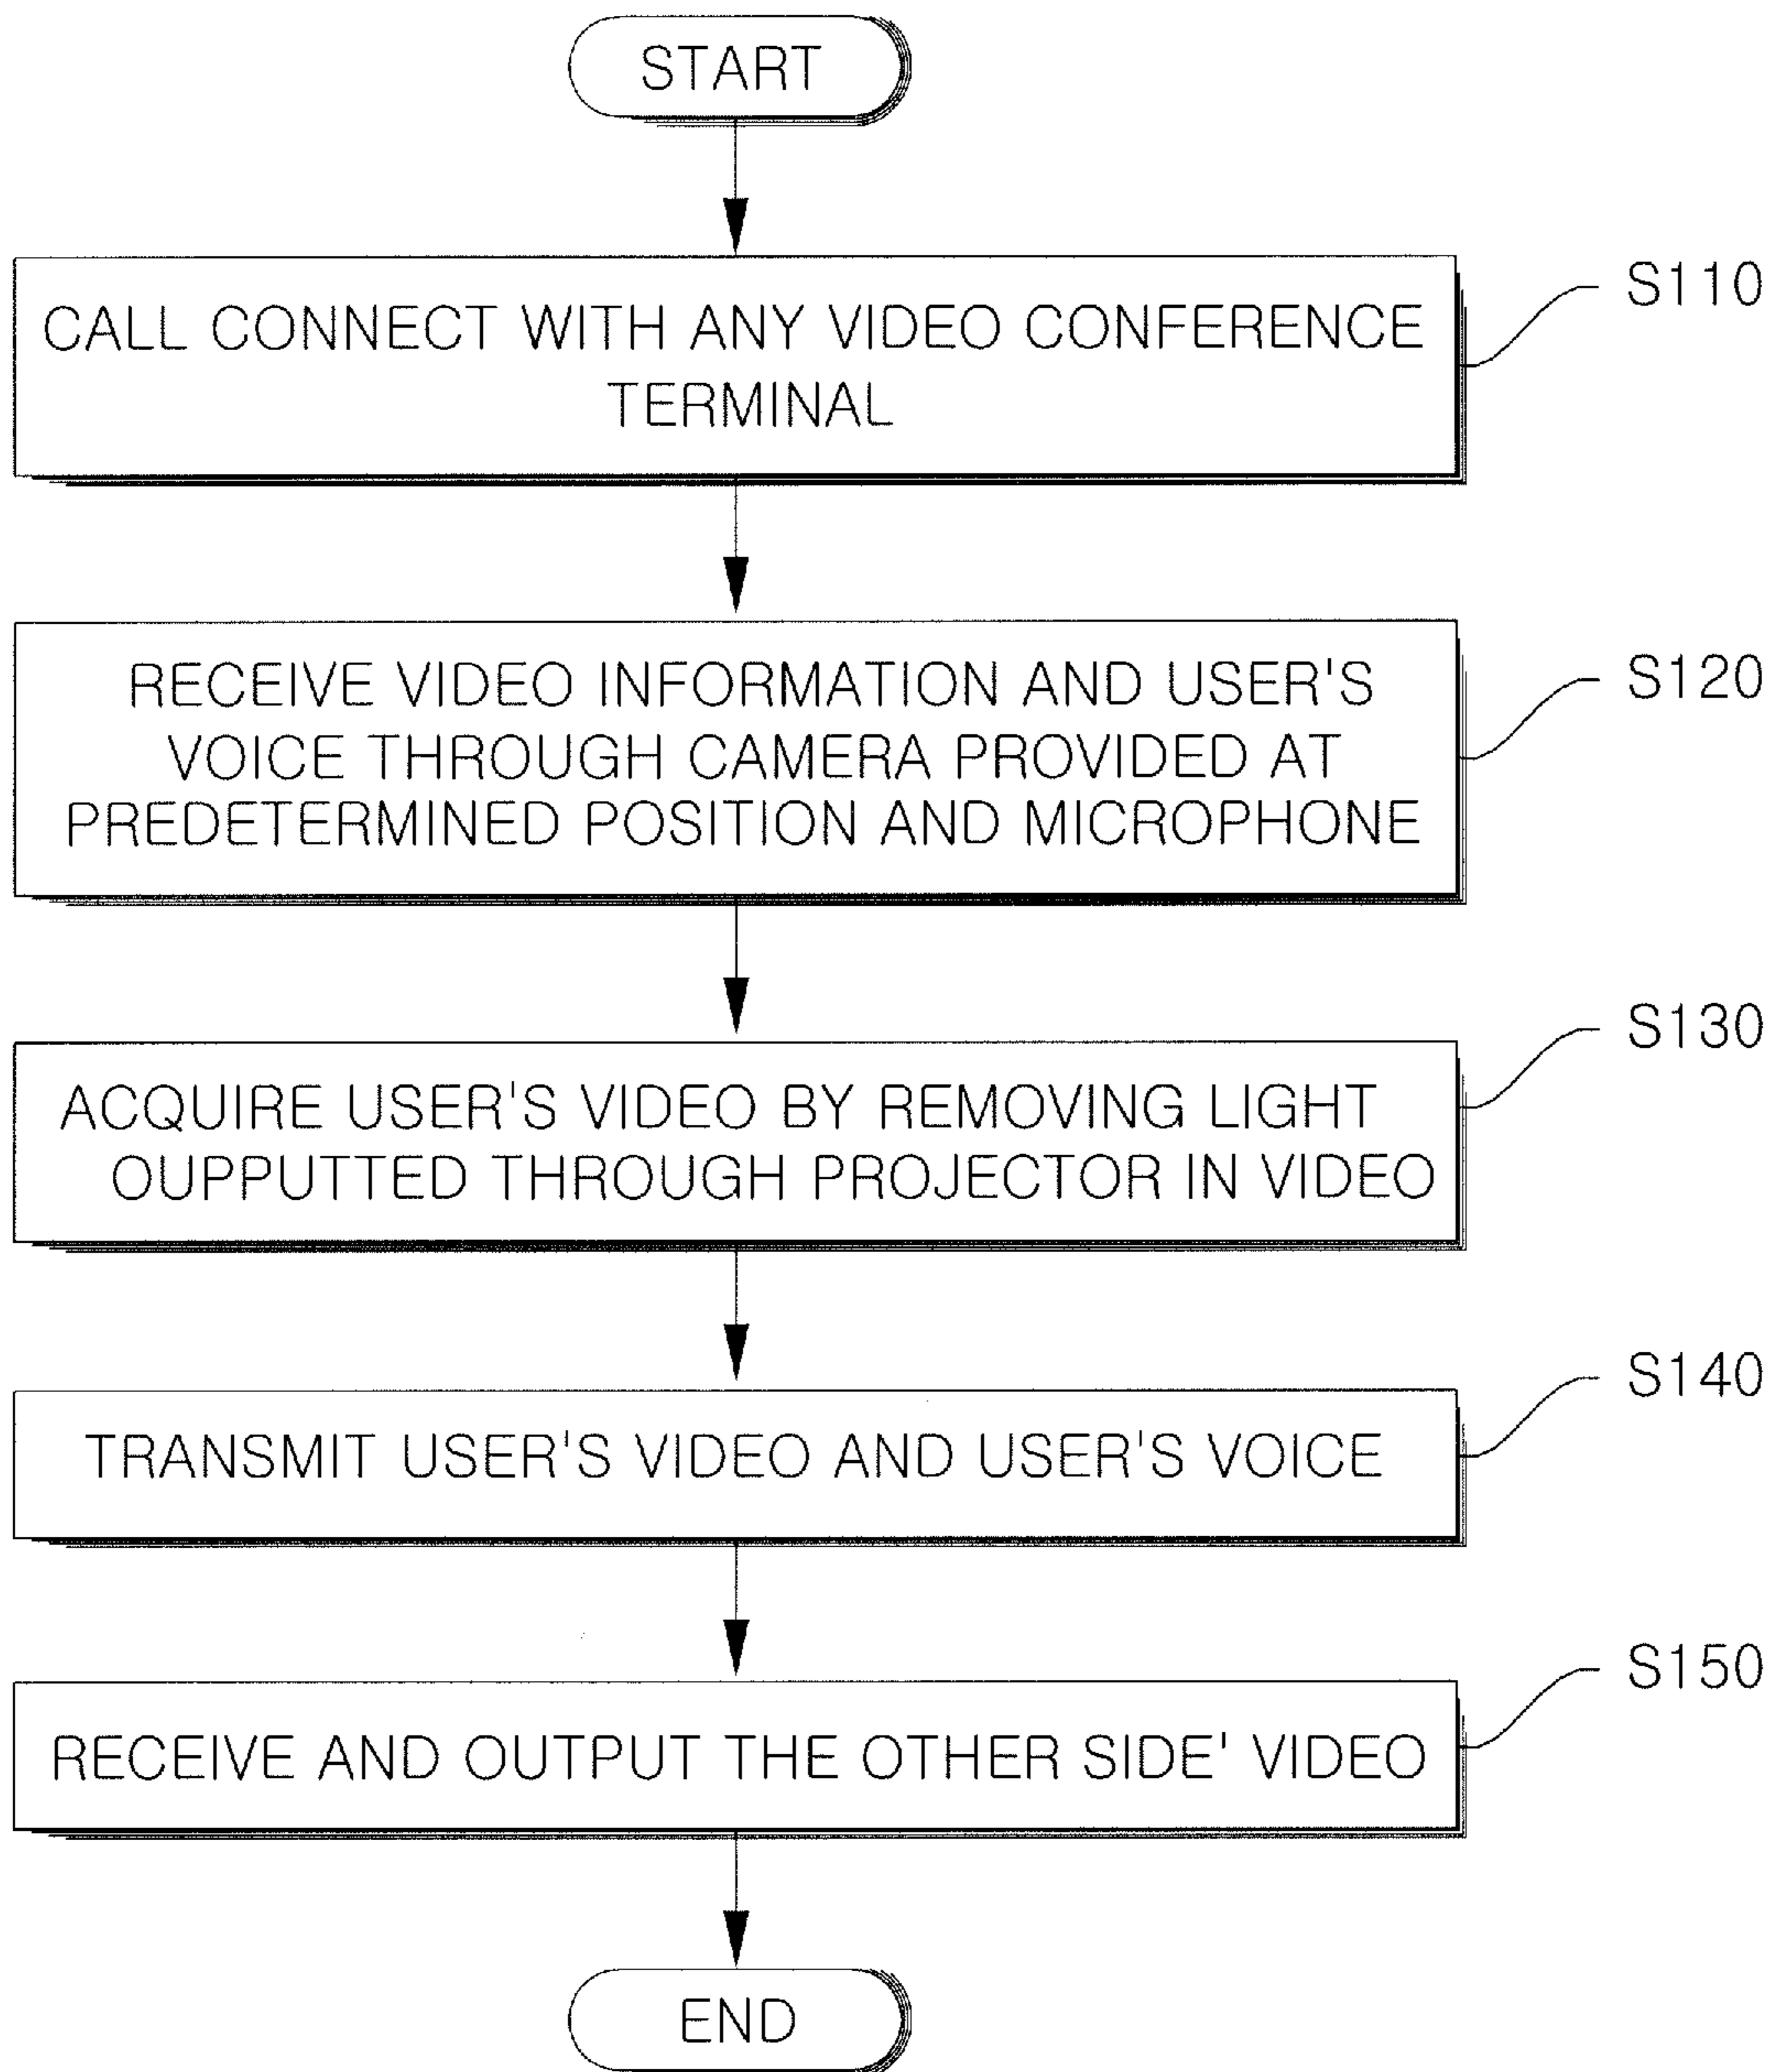 START
CALL CONNECT WITH ANY VIDEO CONFERENCE
TERMINAL
S110
RECEIVE VIDEO INFORMATION AND USER'S
VOICE THROUGH CAMERA PROVIDED AT
PREDETERMINED POSITION AND MICROPHONE
S120
ACQUIRE USER'S VIDEO BY REMOVING LIGHT
OUPPUTTED THROUGH PROJECTOR IN VIDEO
S130
TRANSMIT USER'S VIDEO AND USER'S VOICE
S140
RECEIVE AND OUTPUT THE OTHER SIDE' VIDEO
S150
END